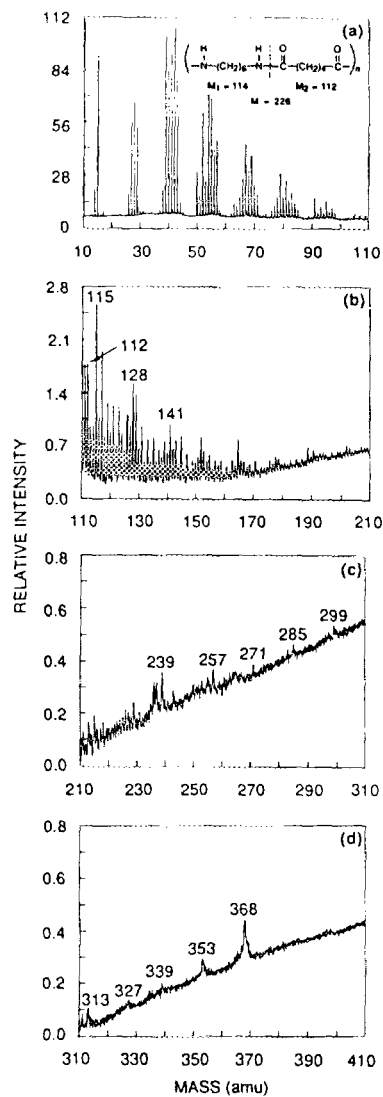 (a)
112
84
56
28
0
H H O O
( N (CH₂)₆ N C (CH₂)₄ C )n
M₁ = 114 M₂ = 112
M = 226
10 30 50 70 90 110
(b)
2.8
2.1
1.4
0.7
0.0
115
112
128
141
110 130 150 170 190 210
RELATIVE INTENSITY
(c)
0.8
0.6
0.4
0.2
0.0
239 257 271 285 299
210 230 250 270 290 310
(d)
0.8
0.6
0.4
0.2
0.0
313 327 339 353 368
310 330 350 370 390 410
MASS (amu)